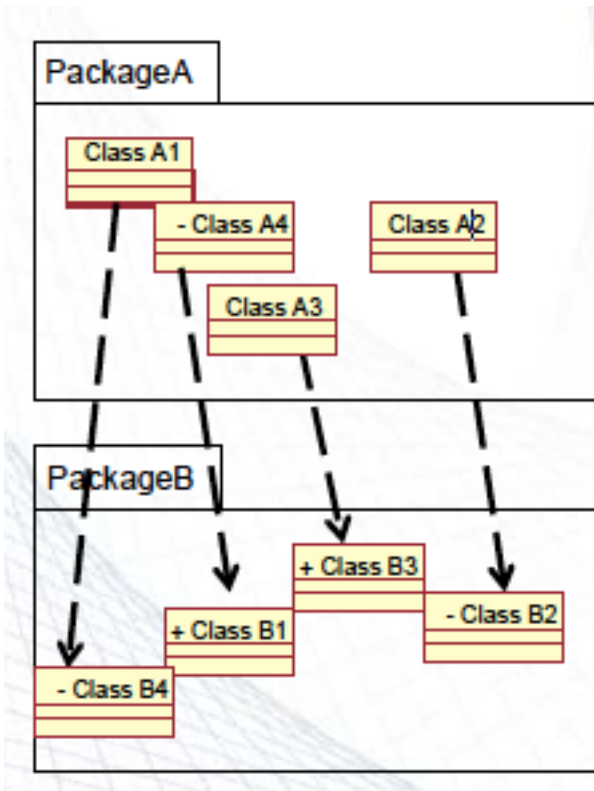 PackageA
Class A1
- Class A4
Class A2
Class A3
PackageB
+ Class B3
+ Class B1
- Class B2
- Class B4